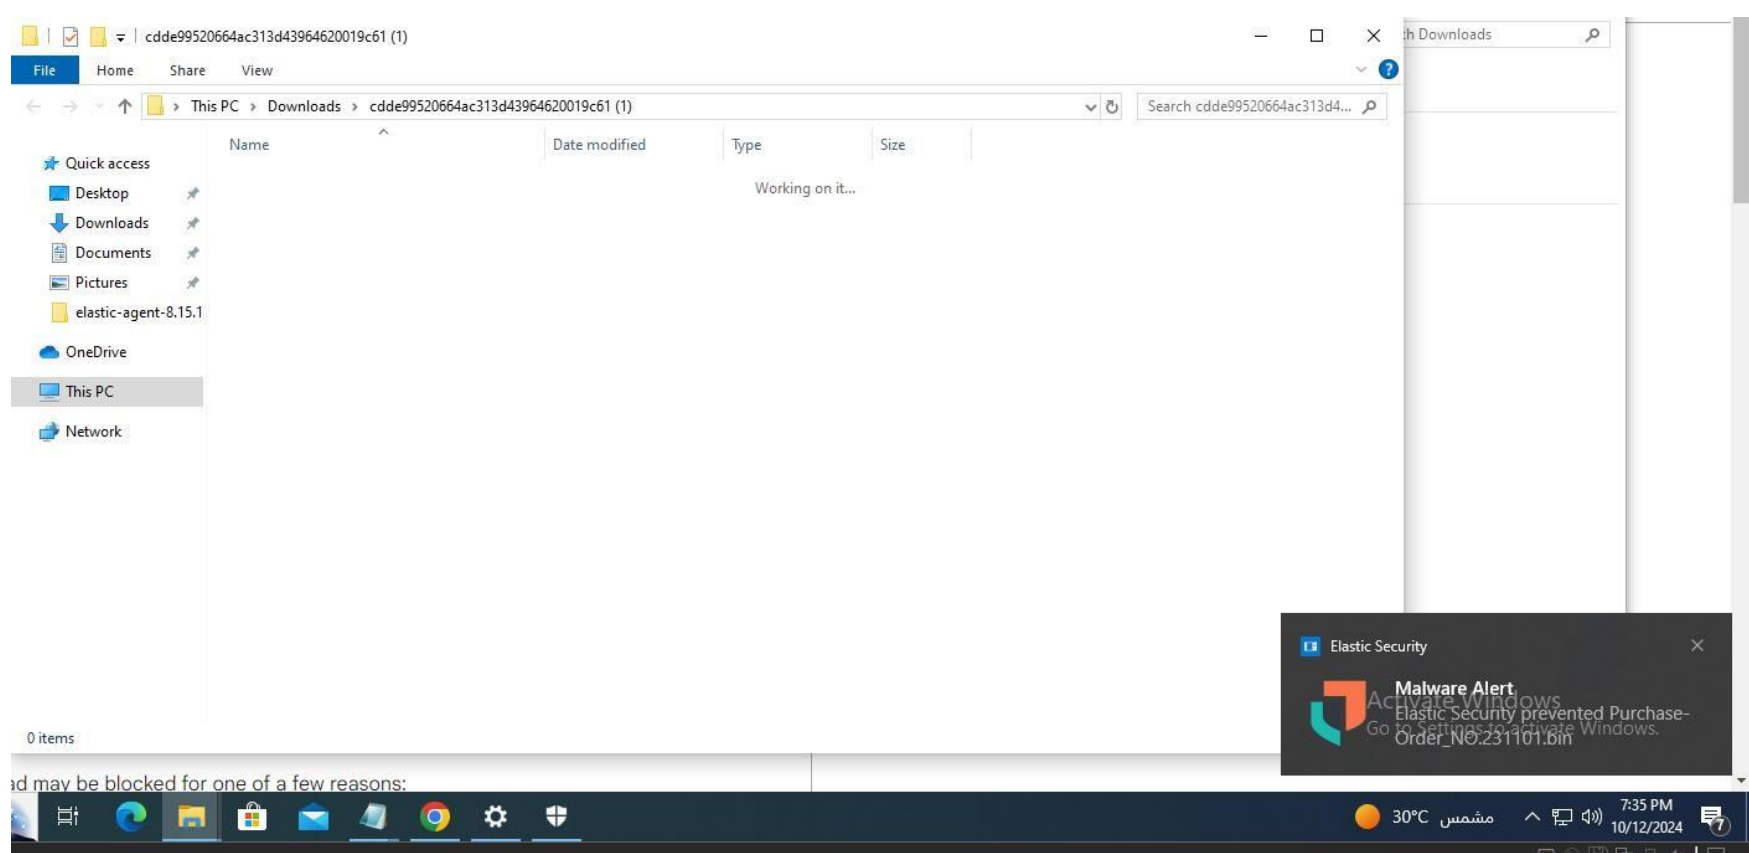 cdde99520664ac313d43964620019c61 (1)
File Home Share View
This PC > Downloads > cdde99520664ac313d43964620019c61 (1)
Search cdde99520664ac313d4...
h Downloads
Name Date modified Type Size
Working on it...
Quick access
Desktop
Downloads
Documents
Pictures
elastic-agent-8.15.1
OneDrive
This PC
Network
0 items
Elastic Security
Malware Alert
Elastic Security prevented Purchase-
Order_NO.231101.bin
Activate Windows
Go to Settings to activate Windows.
ad may be blocked for one of a few reasons:
30°C مشمس
7:35 PM
10/12/2024
7